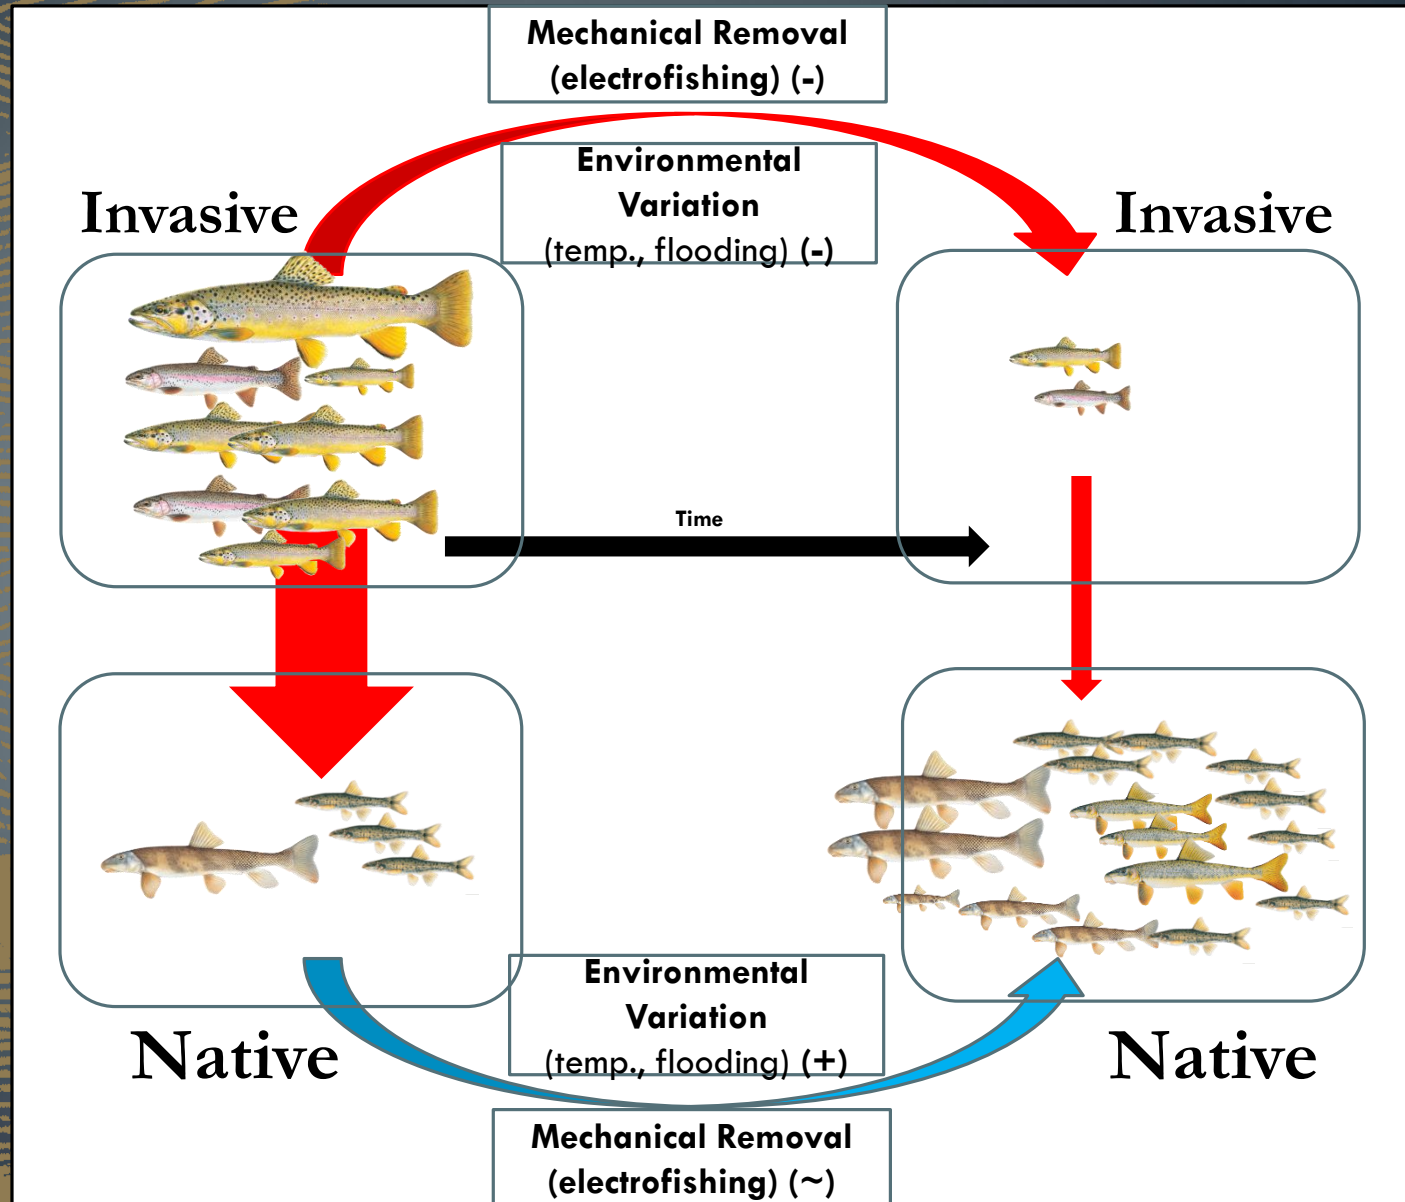 Mechanical Removal
(electrofishing) (-)
Environmental
Variation
(temp., flooding) (-)
Invasive
Invasive
Time
Environmental
Variation
(temp., flooding) (+)
Native
Native
Mechanical Removal
(electrofishing) (~)